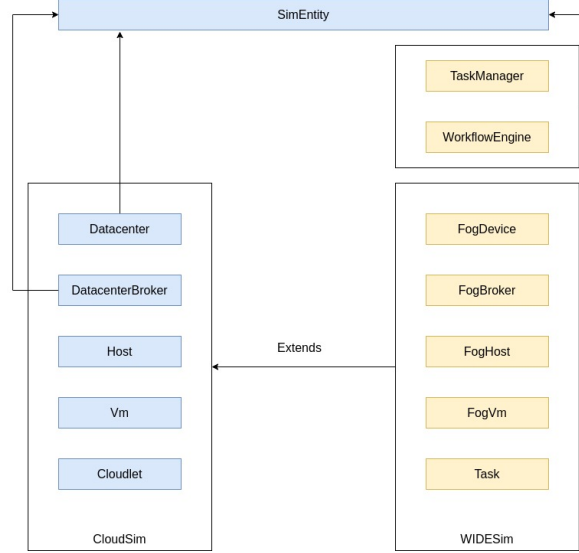 SimEntity
TaskManager
WorkflowEngine
Datacenter
DatacenterBroker
Host
Vm
Cloudlet
CloudSim
Extends
FogDevice
FogBroker
FogHost
FogVm
Task
WIDESim